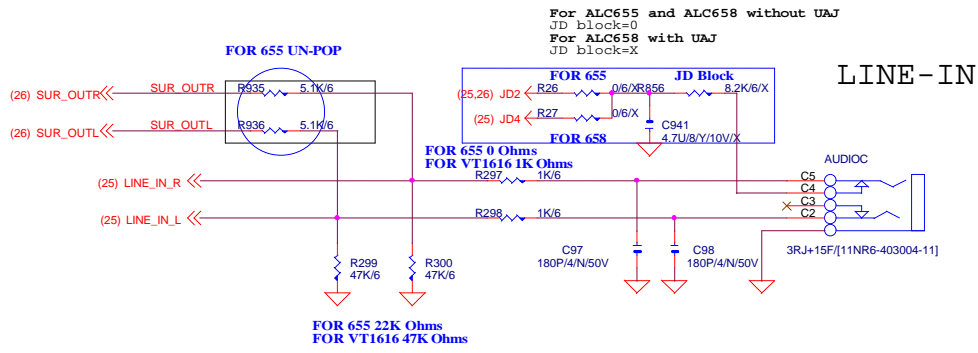 For ALC655 and ALC658 without UAJ
JD block=0
For ALC658 with UAJ
JD block=X
LINE-IN
FOR 655 UN-POP
(26) SUR_OUTR
SUR_OUTR
R935
5.1K/6
(26) SUR_OUTL
SUR_OUTL
R936
5.1K/6
FOR 655
JD Block
(25,26) JD2
R26
0/6/X
R856
8.2K/6/X
(25) JD4
R27
0/6/X
C941
4.7U/8/Y/10V/X
FOR 658
FOR 655 0 Ohms
FOR VT1616 1K Ohms
(25) LINE_IN_R
R297
1K/6
(25) LINE_IN_L
R298
1K/6
AUDIOC
C5
C4
C3
C2
3RJ+15F/[11NR6-403004-11]
R299
47K/6
R300
47K/6
C97
180P/4/N/50V
C98
180P/4/N/50V
FOR 655 22K Ohms
FOR VT1616 47K Ohms